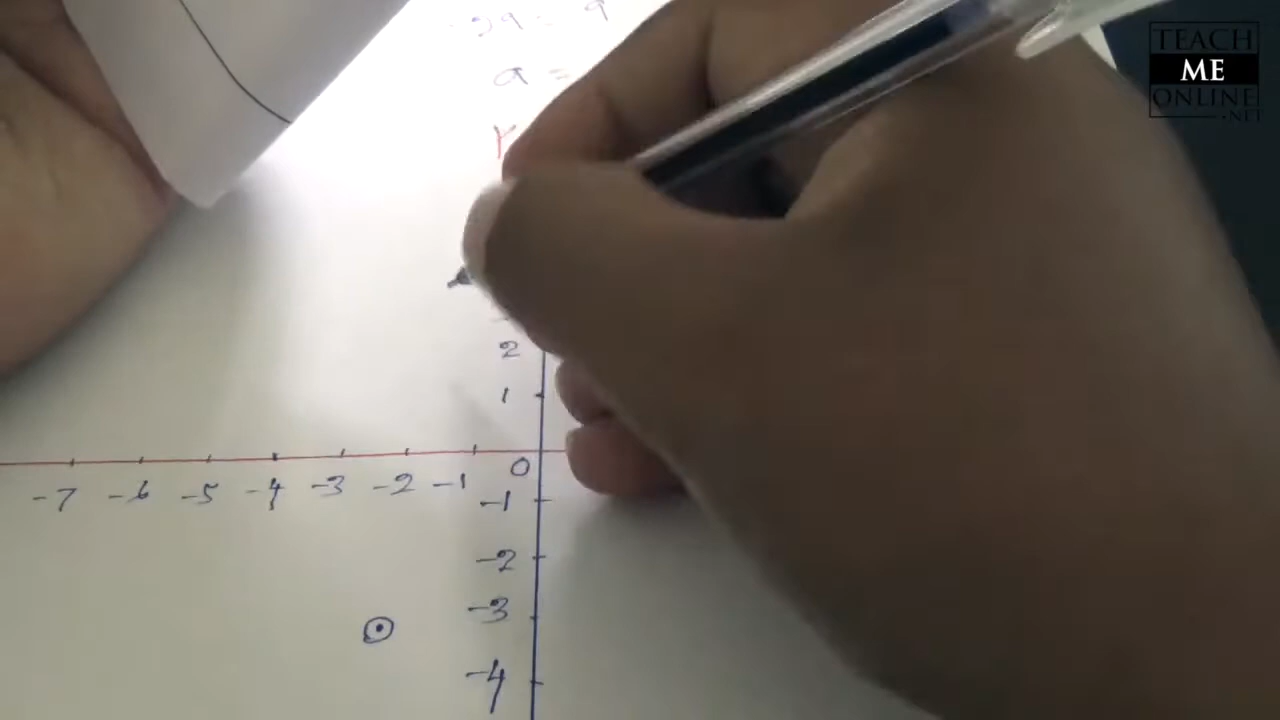 TEACH
ME
ONLINE
.NET
a =
Y
2
1
0
-7 -6 -5 -4 -3 -2 -1
-1
-2
-3
-4